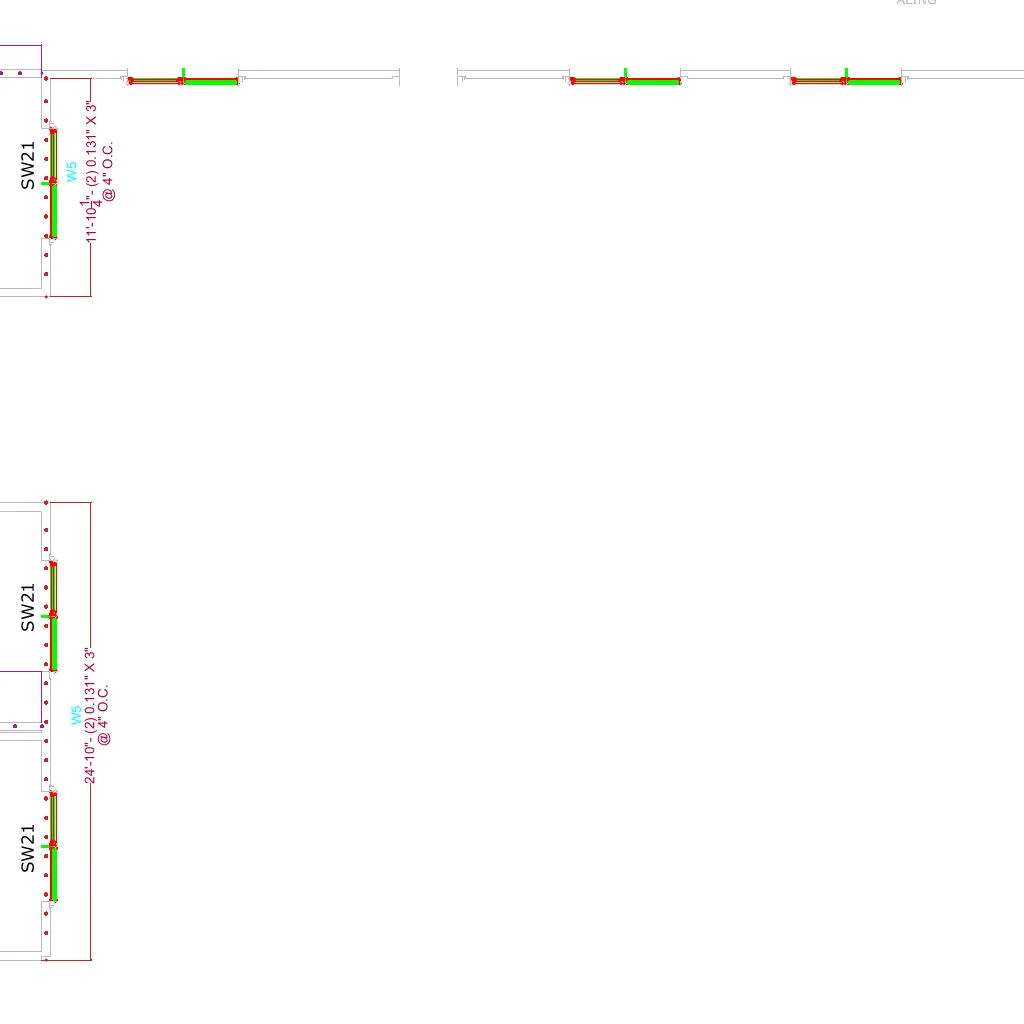 ALING
SW21
W5
11'-10 1/4"- (2) 0.131" X 3"
@ 4" O.C.
SW21
W5
24'-10"- (2) 0.131" X 3"
@ 4" O.C.
SW21